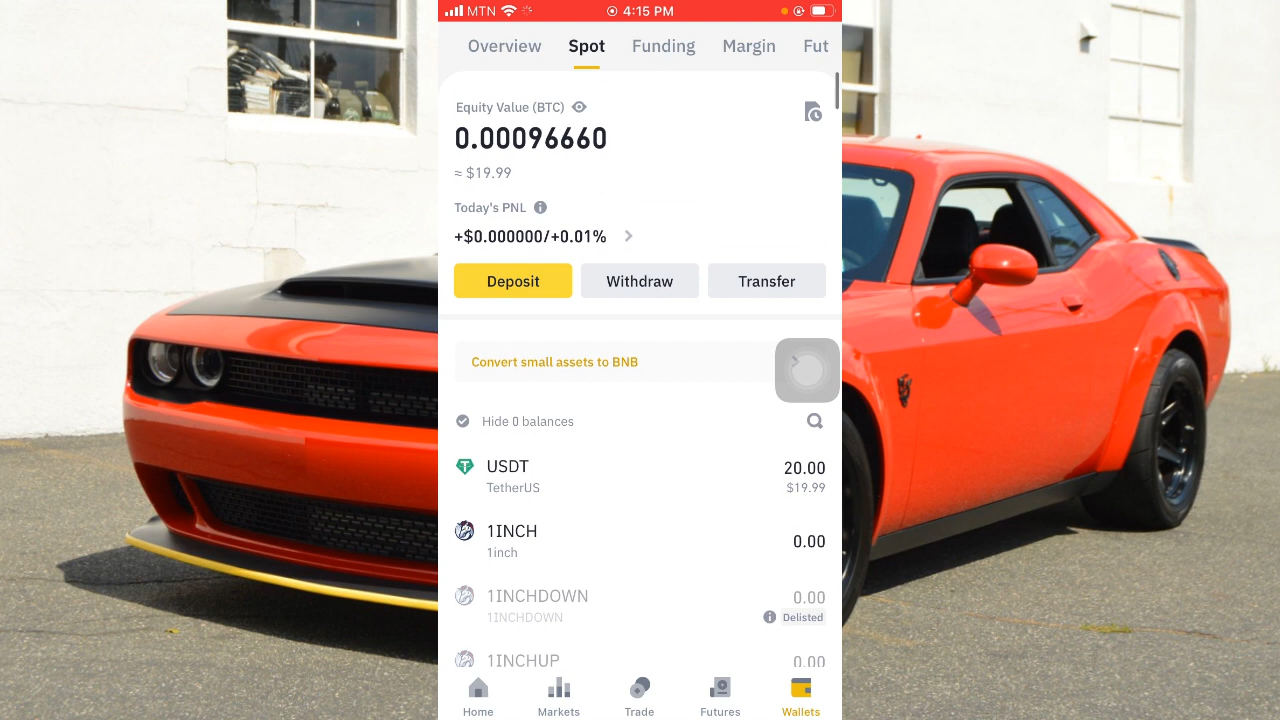 MTN 4:15 PM
Overview Spot Funding Margin Fut
Equity Value (BTC)
0.00096660
≈ $19.99
Today's PNL
+$0.000000/+0.01%
Deposit Withdraw Transfer
Convert small assets to BNB
Hide 0 balances
USDT 20.00
TetherUS $19.99
1INCH 0.00
1inch
1INCHDOWN 0.00
1INCHDOWN Delisted
1INCHUP 0.00
Home Markets Trade Futures Wallets